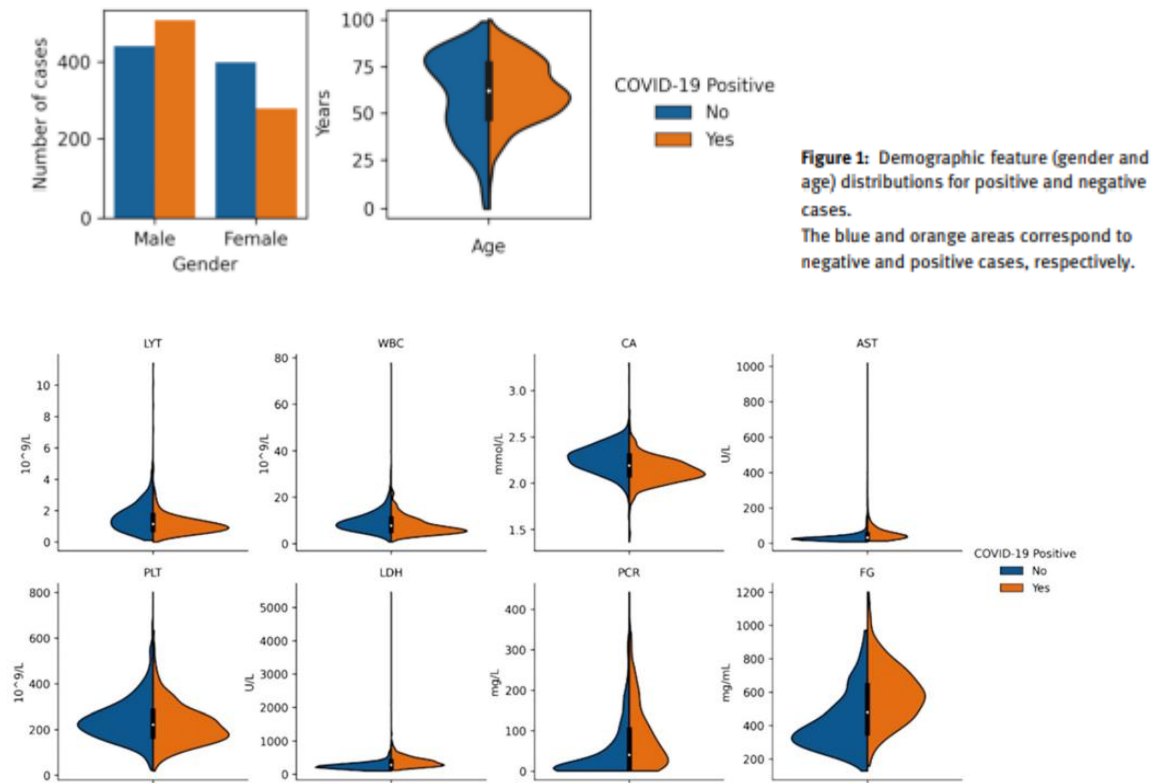 Number of cases
400
200
0
Male
Female
Gender
Years
100
75
50
25
0
Age
COVID-19 Positive
No
Yes
Figure 1: Demographic feature (gender and
age) distributions for positive and negative
cases.
The blue and orange areas correspond to
negative and positive cases, respectively.
LYT
10^9/L
10
8
6
4
2
0
WBC
10^9/L
80
60
40
20
0
CA
mmol/L
3.0
2.5
2.0
1.5
AST
U/L
1000
800
600
400
200
0
COVID-19 Positive
No
Yes
PLT
10^9/L
800
600
400
200
0
LDH
U/L
5000
4000
3000
2000
1000
0
PCR
mg/L
400
300
200
100
0
FG
mg/mL
1200
1000
800
600
400
200